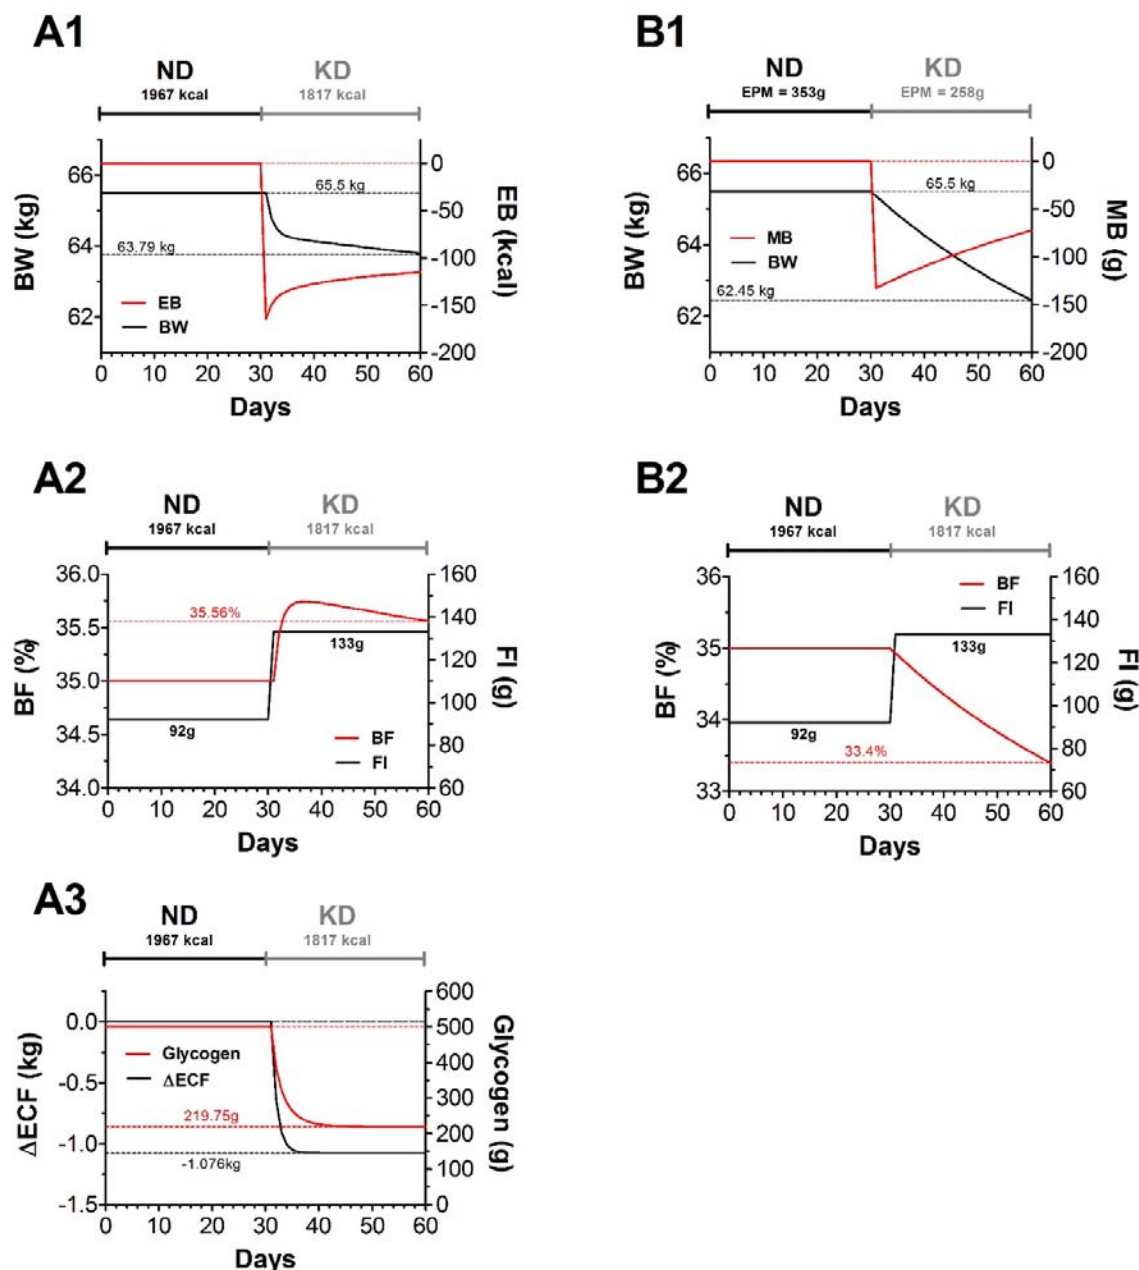 A1
ND
1967 kcal
KD
1817 kcal
66
64
62
BW (kg)
0
-50
-100
-150
-200
EB (kcal)
65.5 kg
63.79 kg
EB
BW
0 10 20 30 40 50 60
Days
B1
ND
EPM = 353g
KD
EPM = 258g
66
64
62
BW (kg)
0
-50
-100
-150
-200
MB (g)
65.5 kg
MB
BW
62.45 kg
0 10 20 30 40 50 60
Days
A2
ND
1967 kcal
KD
1817 kcal
36.0
35.5
35.0
34.5
34.0
BF (%)
160
140
120
100
80
60
FI (g)
35.56%
133g
92g
BF
FI
0 10 20 30 40 50 60
Days
B2
ND
1967 kcal
KD
1817 kcal
36
35
34
33
BF (%)
160
140
120
100
80
60
FI (g)
BF
FI
133g
92g
33.4%
0 10 20 30 40 50 60
Days
A3
ND
1967 kcal
KD
1817 kcal
0.0
-0.5
-1.0
-1.5
ΔECF (kg)
600
500
400
300
200
100
0
Glycogen (g)
Glycogen
ΔECF
219.75g
-1.076kg
0 10 20 30 40 50 60
Days